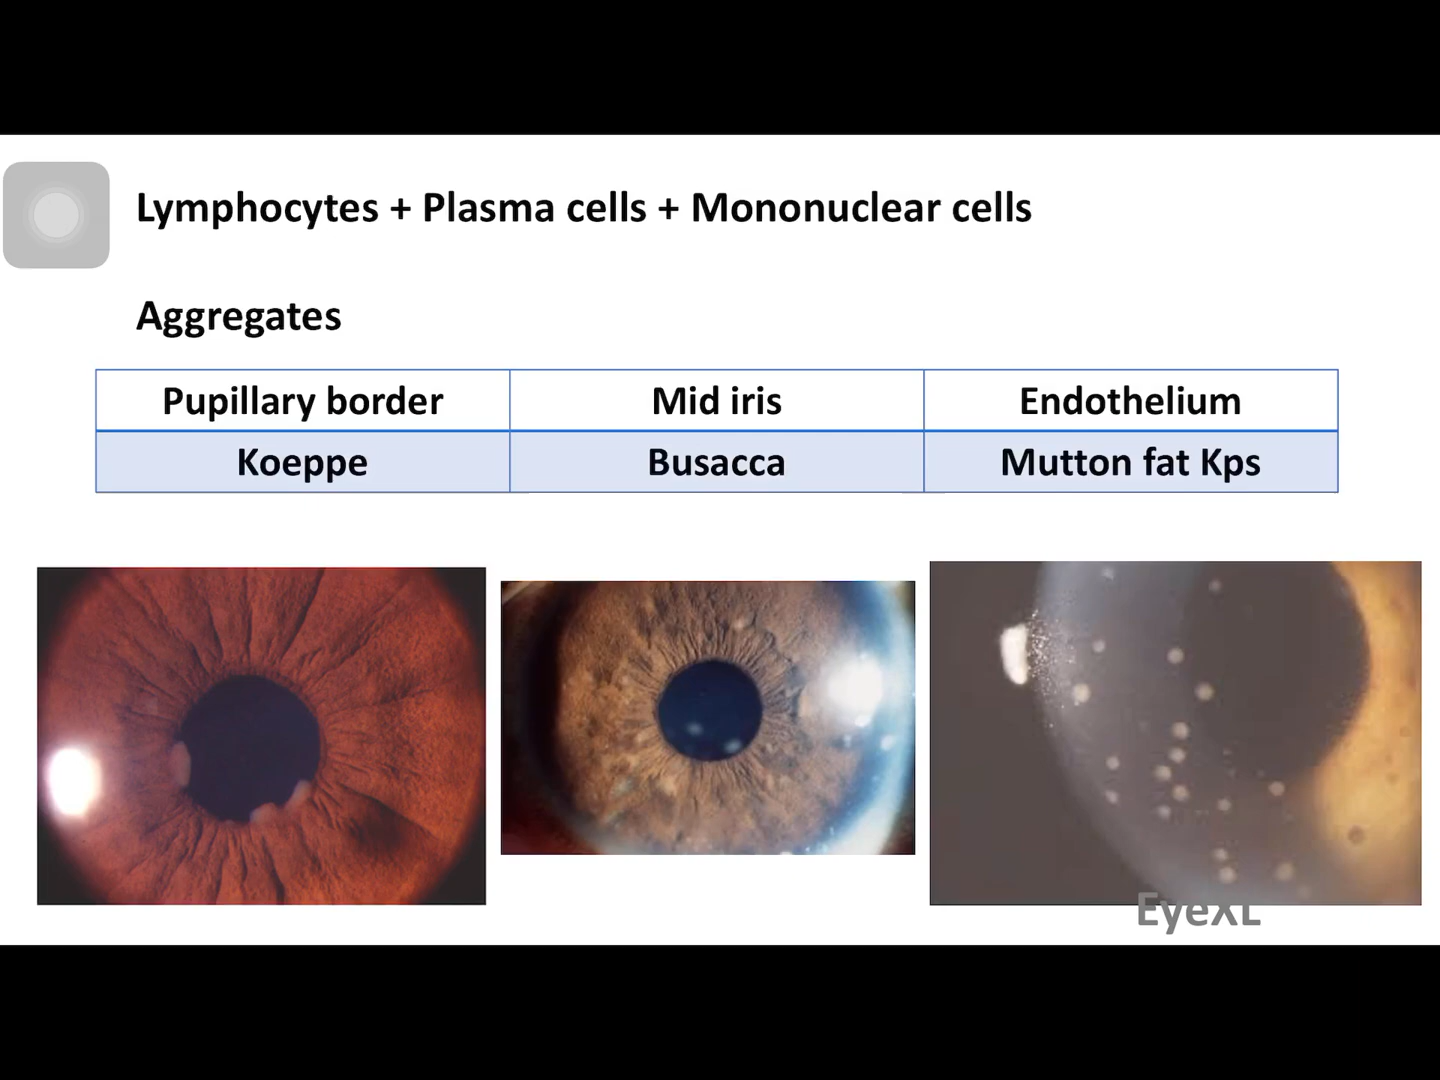 Lymphocytes + Plasma cells + Mononuclear cells
Aggregates
Pupillary border Mid iris Endothelium
Koeppe Busacca Mutton fat Kps
EyeXL